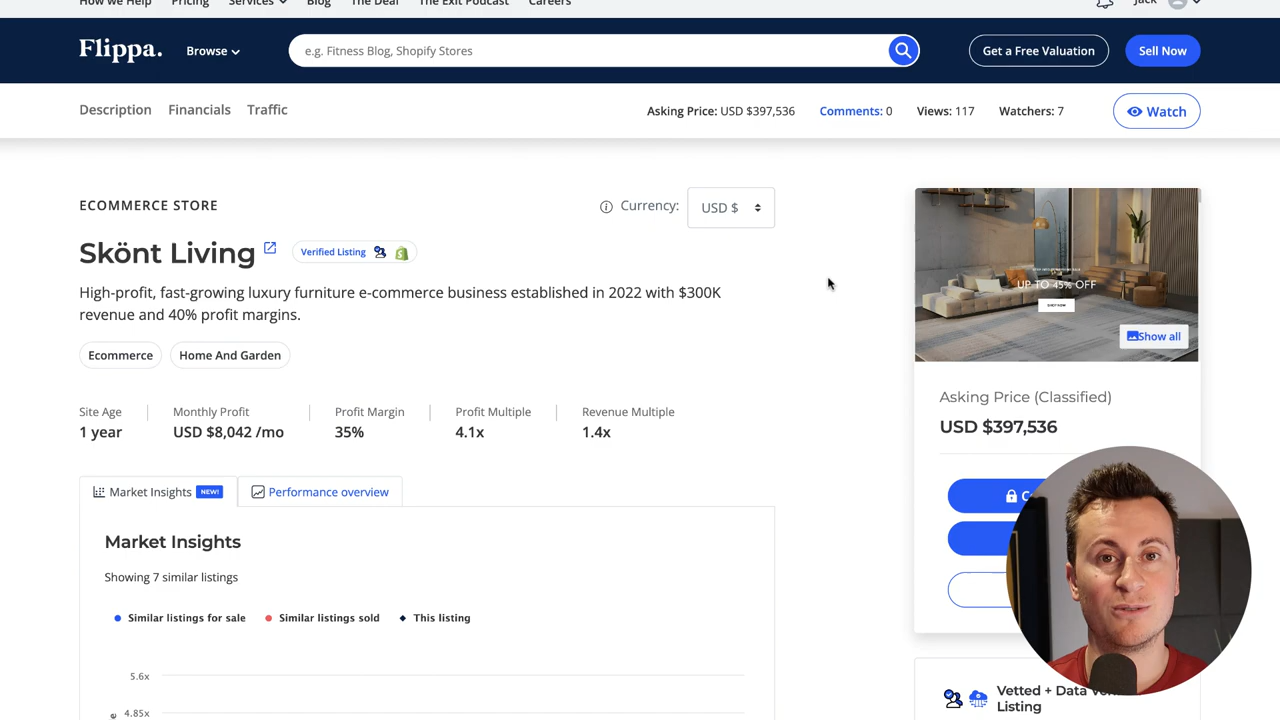 How we Help Pricing Services Blog The Deal The Exit Podcast Careers Jack
Flippa. Browse e.g. Fitness Blog, Shopify Stores Get a Free Valuation Sell Now
Description Financials Traffic Asking Price: USD $397,536 Comments: 0 Views: 117 Watchers: 7 Watch
ECOMMERCE STORE Currency: USD $
Skönt Living Verified Listing
High-profit, fast-growing luxury furniture e-commerce business established in 2022 with $300K
revenue and 40% profit margins.
UP TO 45% OFF
SHOP NOW
Show all
Ecommerce Home And Garden
Asking Price (Classified)
USD $397,536
Site Age Monthly Profit Profit Margin Profit Multiple Revenue Multiple
1 year USD $8,042 /mo 35% 4.1x 1.4x
Market Insights NEW! Performance overview
Market Insights
Showing 7 similar listings
Similar listings for sale Similar listings sold This listing
5.6x
4.85x
Vetted + Data
Listing